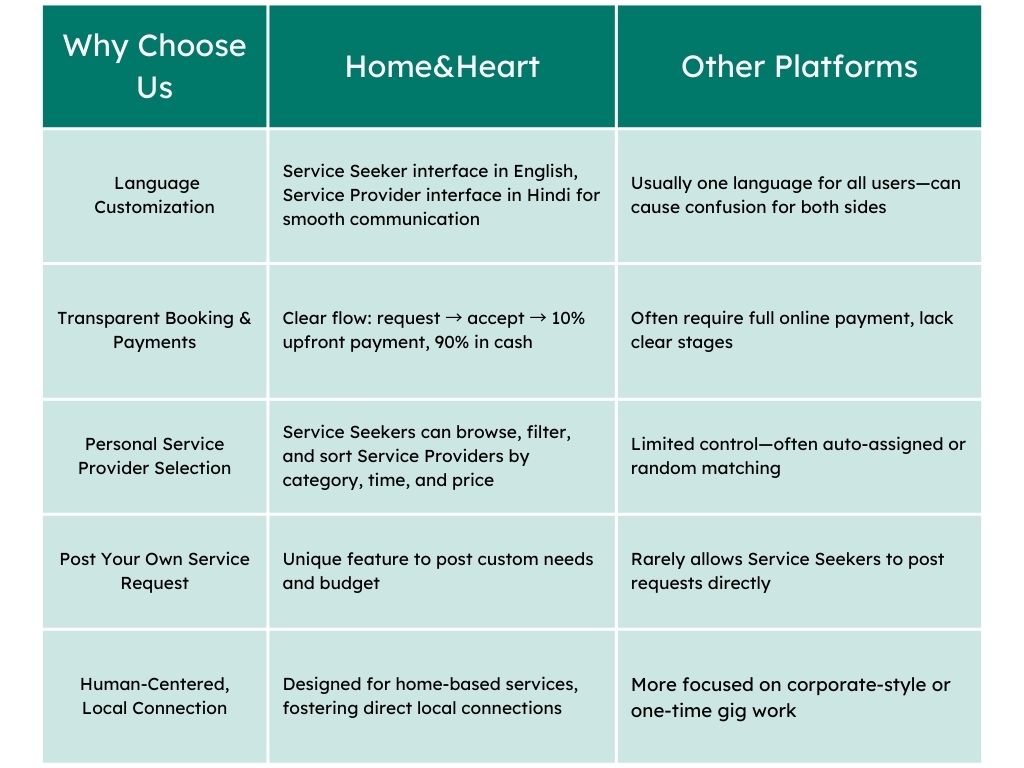 Why Choose
Us
Home&Heart
Other Platforms
Language
Customization
Service Seeker interface in English,
Service Provider interface in Hindi for
smooth communication
Usually one language for all users—can
cause confusion for both sides
Transparent Booking &
Payments
Clear flow: request → accept → 10%
upfront payment, 90% in cash
Often require full online payment, lack
clear stages
Personal Service
Provider Selection
Service Seekers can browse, filter,
and sort Service Providers by
category, time, and price
Limited control—often auto-assigned or
random matching
Post Your Own Service
Request
Unique feature to post custom needs
and budget
Rarely allows Service Seekers to post
requests directly
Human-Centered,
Local Connection
Designed for home-based services,
fostering direct local connections
More focused on corporate-style or
one-time gig work